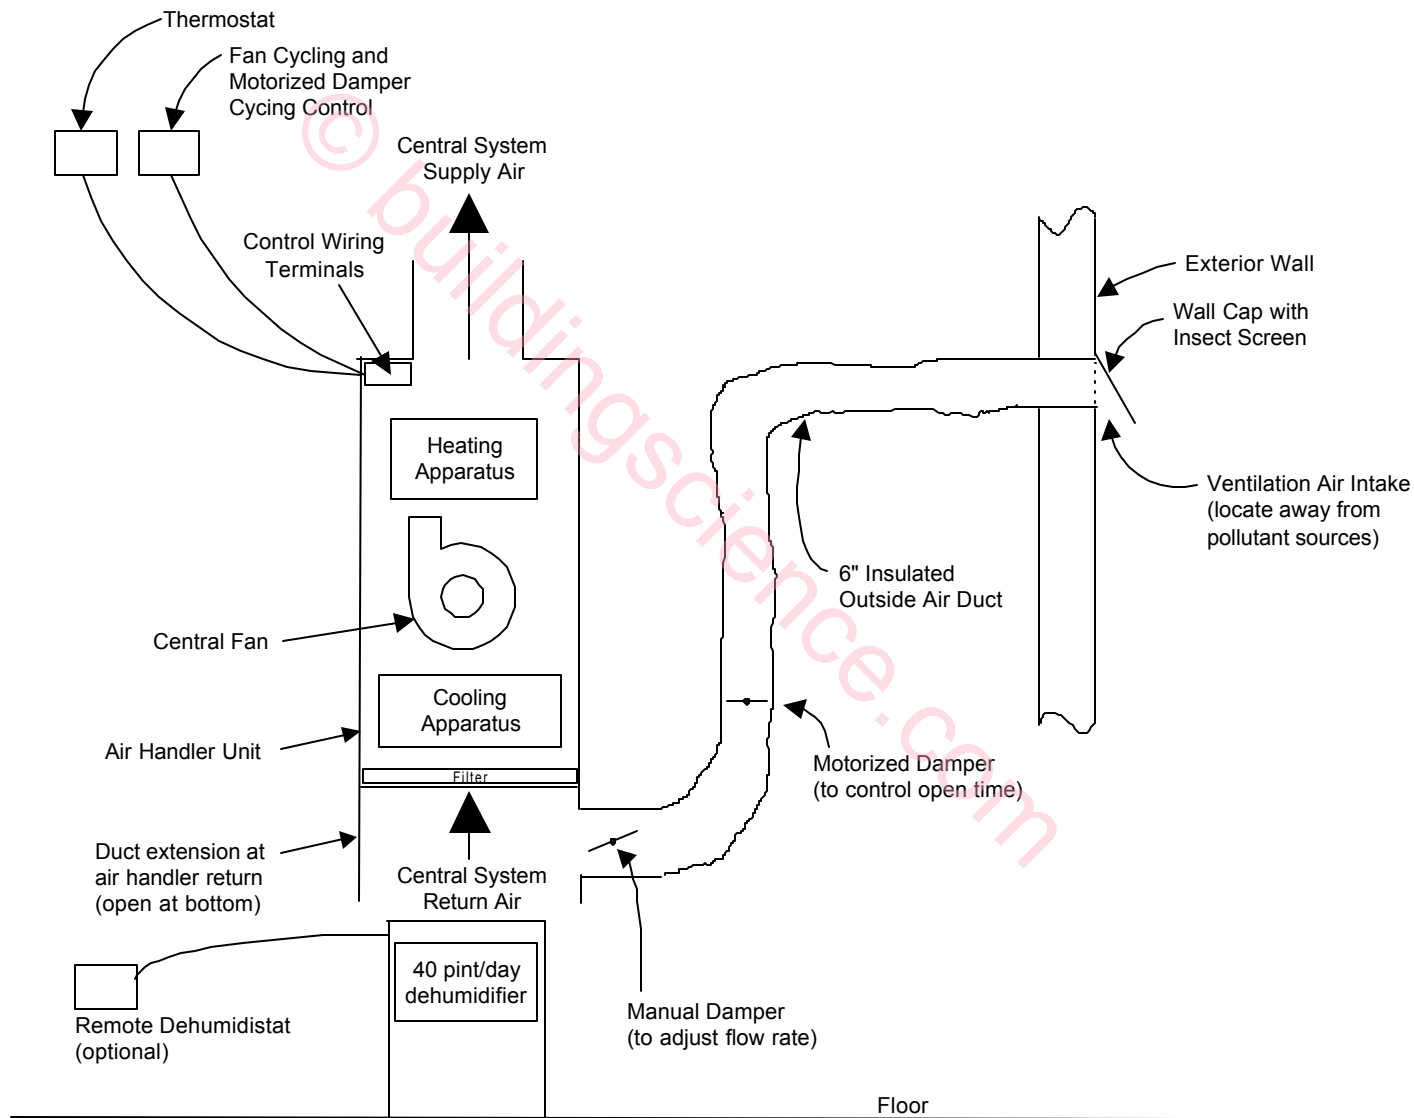 Thermostat
Fan Cycling and
Motorized Damper
Cycing Control
Central System
Supply Air
Control Wiring
Terminals
Exterior Wall
Wall Cap with
Insect Screen
Heating
Apparatus
Ventilation Air Intake
(locate away from
pollutant sources)
6" Insulated
Outside Air Duct
Central Fan
Cooling
Apparatus
Air Handler Unit
Filter
Motorized Damper
(to control open time)
Duct extension at
air handler return
(open at bottom)
Central System
Return Air
40 pint/day
dehumidifier
Remote Dehumidistat
(optional)
Manual Damper
(to adjust flow rate)
Floor
© buildingscience.com